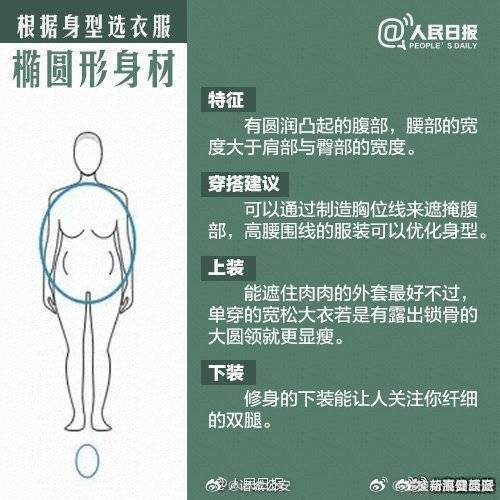 根据身型选衣服
椭圆形身材
@人民日报
PEOPLE'S DAILY
特征
有圆润凸起的腹部，腰部的宽
度大于肩部与臀部的宽度。
穿搭建议
可以通过制造胸位线来遮掩腹
部，高腰围线的服装可以优化身型。
上装
能遮住肉肉的外套最好不过，
单穿的宽松大衣若是有露出锁骨的
大圆领就更显瘦。
下装
修身的下装能让人关注你纤细
的双腿。
@人民日报